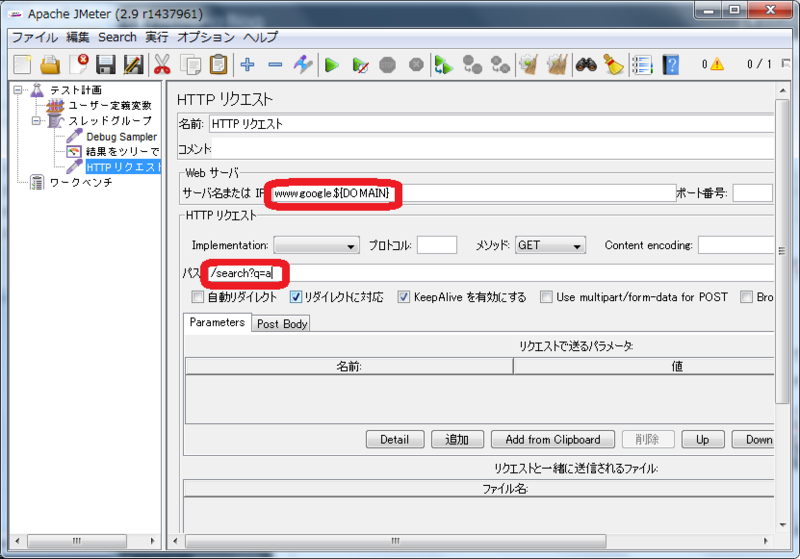 Apache JMeter (2.9 r1437961)
ファイル 編集 Search 実行 オプション ヘルプ
0 0 / 1
テスト計画
ユーザー定義変数
スレッドグループ
Debug Sampler
結果をツリーで
HTTP リクエスト
ワークベンチ
HTTP リクエスト
名前: HTTP リクエスト
コメント
Web サーバ
サーバ名または IP www.google.${DOMAIN} ポート番号:
HTTP リクエスト
Implementation: プロトコル: メソッド: GET Content encoding:
パス /search?q=a
自動リダイレクト リダイレクトに対応 KeepAlive を有効にする Use multipart/form-data for POST Bro
Parameters Post Body
リクエストで送るパラメータ:
名前: 値
Detail 追加 Add from Clipboard 削除 Up Down
リクエストと一緒に送信されるファイル:
ファイル名: